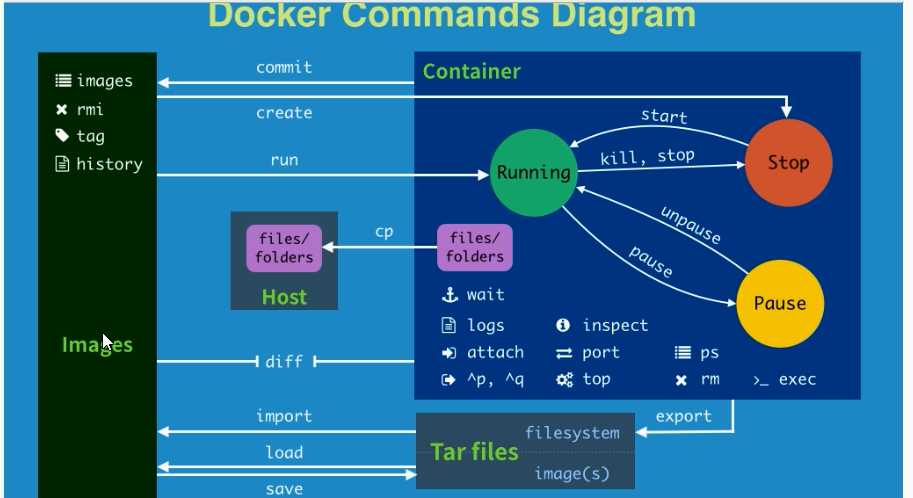 Docker Commands Diagram
images
rmi
tag
history
Images
commit
create
run
files/
folders
Host
cp
diff
import
load
save
Container
start
kill, stop
Running
Stop
unpause
pause
Pause
files/
folders
wait
logs
inspect
attach
port
ps
^p, ^q
top
rm
>_ exec
export
Tar files
filesystem
image(s)